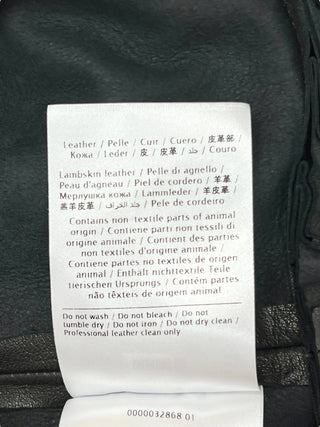 Leather / Pelle / Cuir / Cuero / 皮革部 /
Кожа / Leder / 皮 / 皮革 / جلد / Couro
Lambskin leather / Pelle di agnello /
Peau d'agneau / Piel de cordero / 羊革 /
Мерлушка кожа / Lammleder / 羊皮革 /
羔羊皮革 / جلد الخراف / Pele de cordeiro
Contains non-textile parts of animal
origin / Contiene parti non tessili di
origine animale / Contient des parties
non textiles d'origine animale /
Contiene partes no textiles de origen
animal / Enthält nichttextile Teile
tierischen Ursprungs / Contém partes
não têxteis de origem animal
Do not wash / Do not bleach / Do not
tumble dry / Do not iron / Do not dry clean /
Professional leather clean only
0000032868 01